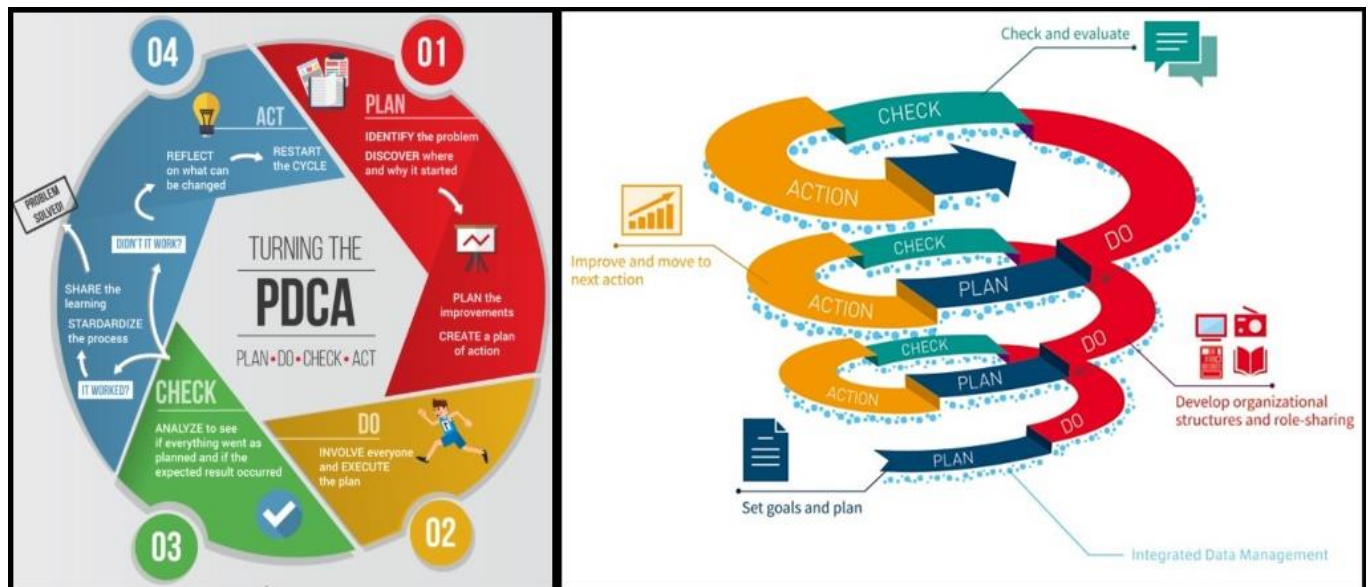 04
01
ACT
PLAN
IDENTIFY the problem
DISCOVER where
and why it started
REFLECT
on what can
be changed
RESTART
the CYCLE
PROBLEM
SOLVED!
DIDN'T IT WORK?
TURNING THE
PDCA
PLAN•DO•CHECK•ACT
SHARE the
learning
STARDARDIZE
the process
IT WORKED?
PLAN the
improvements
CREATE a plan
of action
CHECK
ANALYZE to see
if everything went as
planned and if the
expected result occurred
DO
INVOLVE everyone
and EXECUTE
the plan
03
02
Check and evaluate
CHECK
ACTION
DO
Improve and move to
next action
CHECK
ACTION
PLAN
DO
CHECK
ACTION
PLAN
DO
Develop organizational
structures and role-sharing
PLAN
Set goals and plan
Integrated Data Management